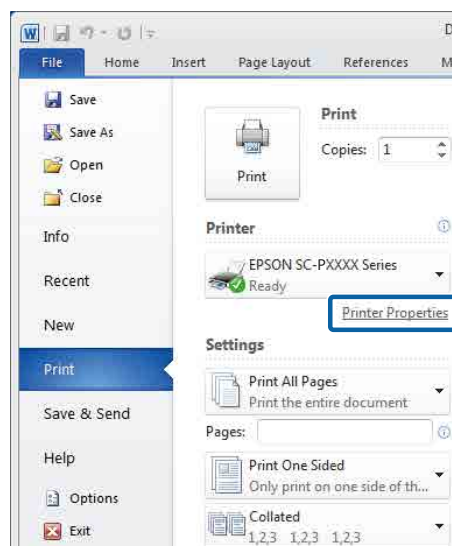 W
D
File Home Insert Page Layout References M
Save
Save As
Open
Close
Info
Recent
New
Print
Save & Send
Help
Options
Exit
Print
Print
Copies: 1
Printer
EPSON SC-PXXXX Series
Ready
Printer Properties
Settings
Print All Pages
Print the entire document
Pages:
Print One Sided
Only print on one side of th...
Collated
1,2,3 1,2,3 1,2,3